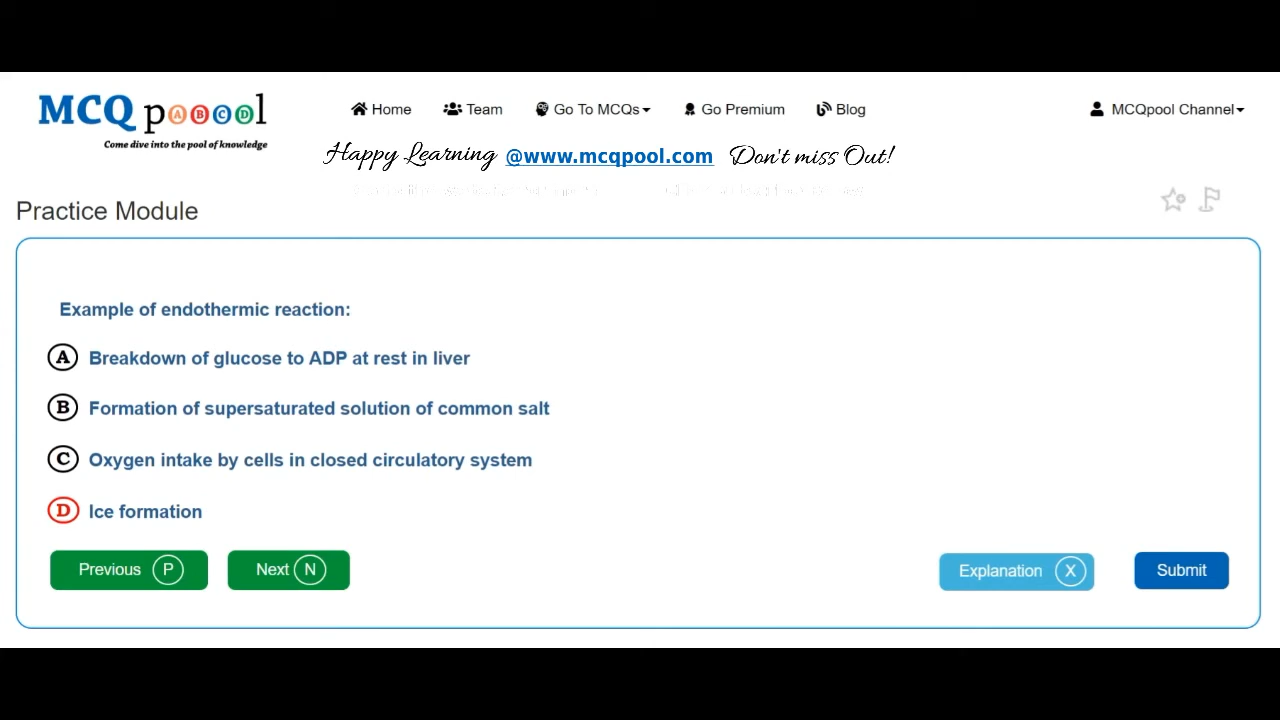 MCQ pooool
Come dive into the pool of knowledge
Home Team Go To MCQs Go Premium Blog MCQpool Channel
Happy Learning @www.mcqpool.com Don't miss Out!
Practice Module
Example of endothermic reaction:
A Breakdown of glucose to ADP at rest in liver
B Formation of supersaturated solution of common salt
C Oxygen intake by cells in closed circulatory system
D Ice formation
Previous P Next N Explanation X Submit